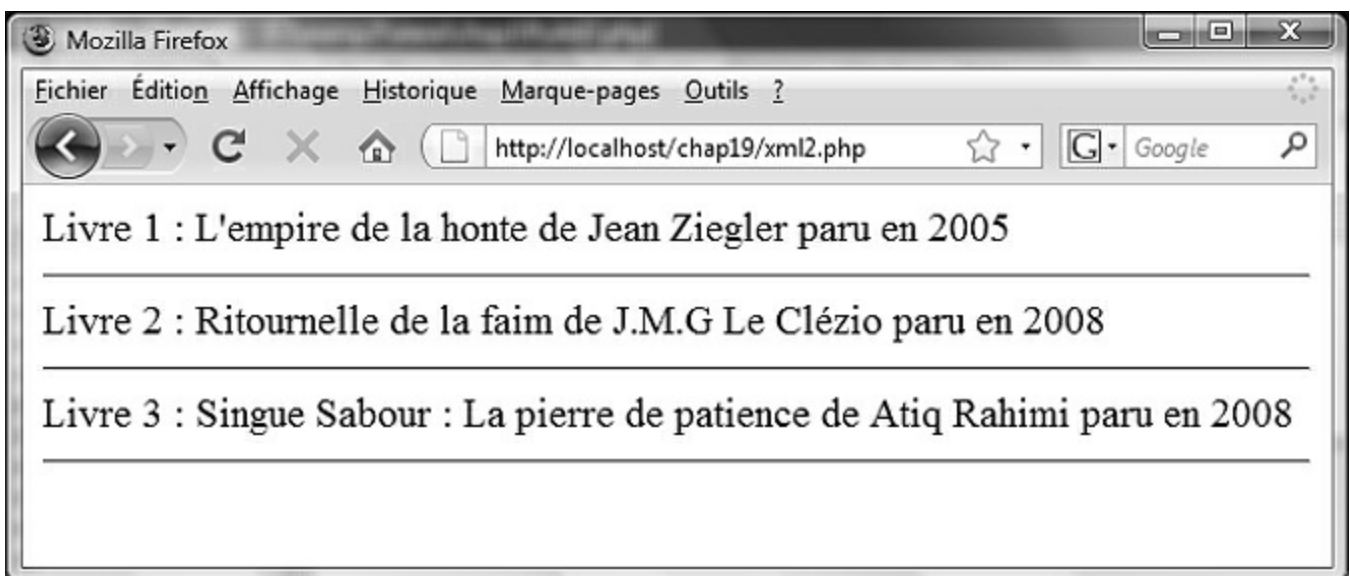 Mozilla Firefox
Fichier Édition Affichage Historique Marque-pages Outils ?
http://localhost/chap19/xml2.php G Google
Livre 1 : L'empire de la honte de Jean Ziegler paru en 2005
Livre 2 : Ritournelle de la faim de J.M.G Le Clézio paru en 2008
Livre 3 : Singue Sabour : La pierre de patience de Atiq Rahimi paru en 2008